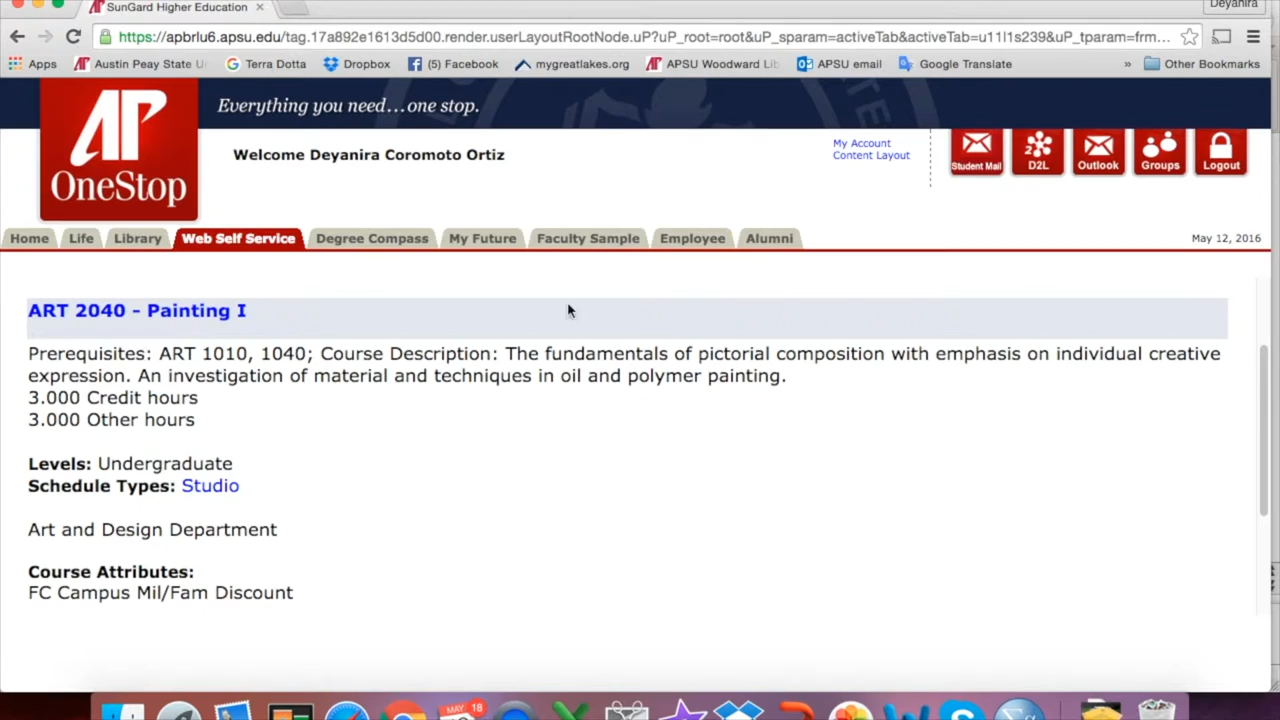 SunGard Higher Education
Deyanira
https://apbrlu6.apsu.edu/tag.17a892e1613d5d00.render.userLayoutRootNode.uP?uP_root=root&uP_sparam=activeTab&activeTab=u11l1s239&uP_tparam=frm...
Apps Austin Peay State U Terra Dotta Dropbox (5) Facebook mygreatlakes.org APSU Woodward Lib APSU email Google Translate » Other Bookmarks
AP
OneStop
Everything you need...one stop.
STATE
Welcome Deyanira Coromoto Ortiz
My Account
Content Layout
Student Mail D2L Outlook Groups Logout
Home Life Library Web Self Service Degree Compass My Future Faculty Sample Employee Alumni May 12, 2016
ART 2040 - Painting I
Prerequisites: ART 1010, 1040; Course Description: The fundamentals of pictorial composition with emphasis on individual creative
expression. An investigation of material and techniques in oil and polymer painting.
3.000 Credit hours
3.000 Other hours
Levels: Undergraduate
Schedule Types: Studio
Art and Design Department
Course Attributes:
FC Campus Mil/Fam Discount
MAY 18